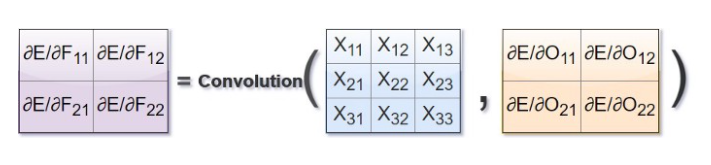 ∂E/∂F₁₁ ∂E/∂F₁₂
∂E/∂F₂₁ ∂E/∂F₂₂
= Convolution (
X₁₁ X₁₂ X₁₃
X₂₁ X₂₂ X₂₃
X₃₁ X₃₂ X₃₃
,
∂E/∂O₁₁ ∂E/∂O₁₂
∂E/∂O₂₁ ∂E/∂O₂₂
)